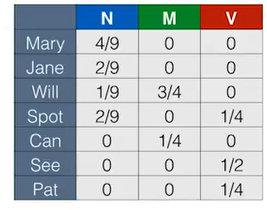 N M V
Mary 4/9 0 0
Jane 2/9 0 0
Will 1/9 3/4 0
Spot 2/9 0 1/4
Can 0 1/4 0
See 0 0 1/2
Pat 0 0 1/4